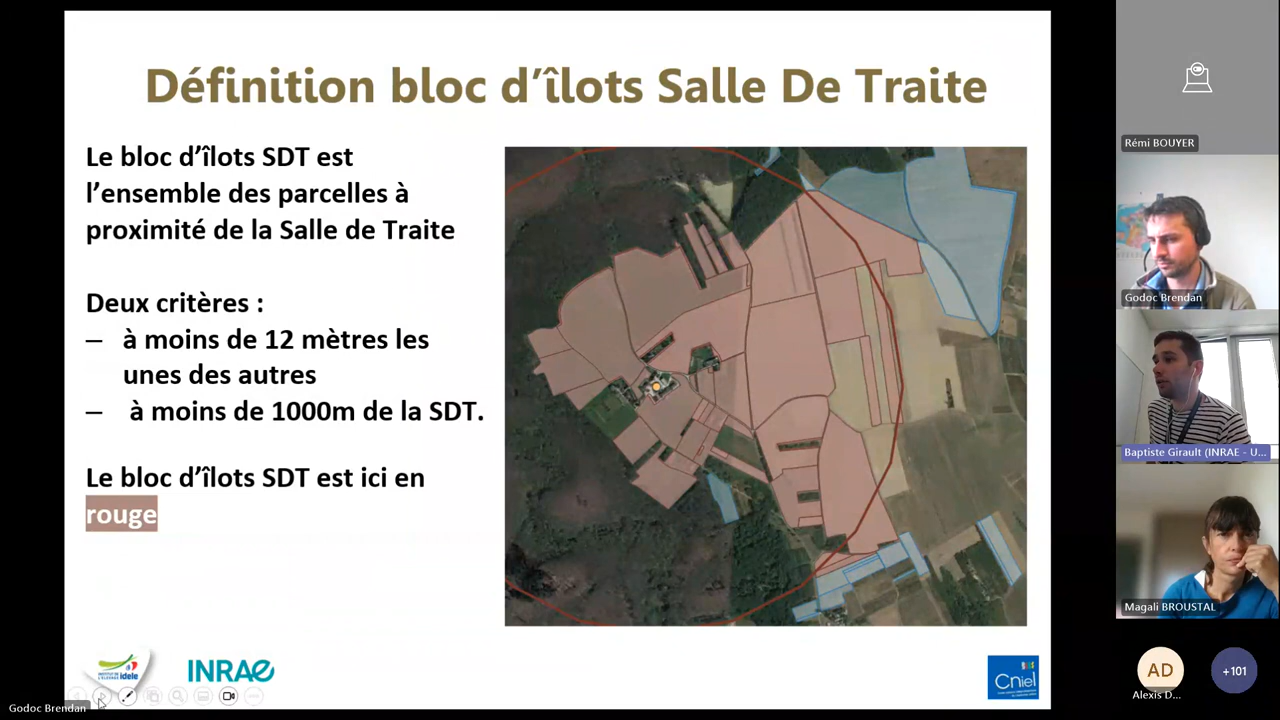 Définition bloc d'îlots Salle De Traite
Le bloc d'îlots SDT est
l'ensemble des parcelles à
proximité de la Salle de Traite
Deux critères :
– à moins de 12 mètres les
unes des autres
– à moins de 1000m de la SDT.
Le bloc d'îlots SDT est ici en
rouge
idele
INRAE
Cniel
Godoc Brendan
Rémi BOUYER
Godoc Brendan
Baptiste Girault (INRAE - U...
Magali BROUSTAL
AD
Alexis D...
+101